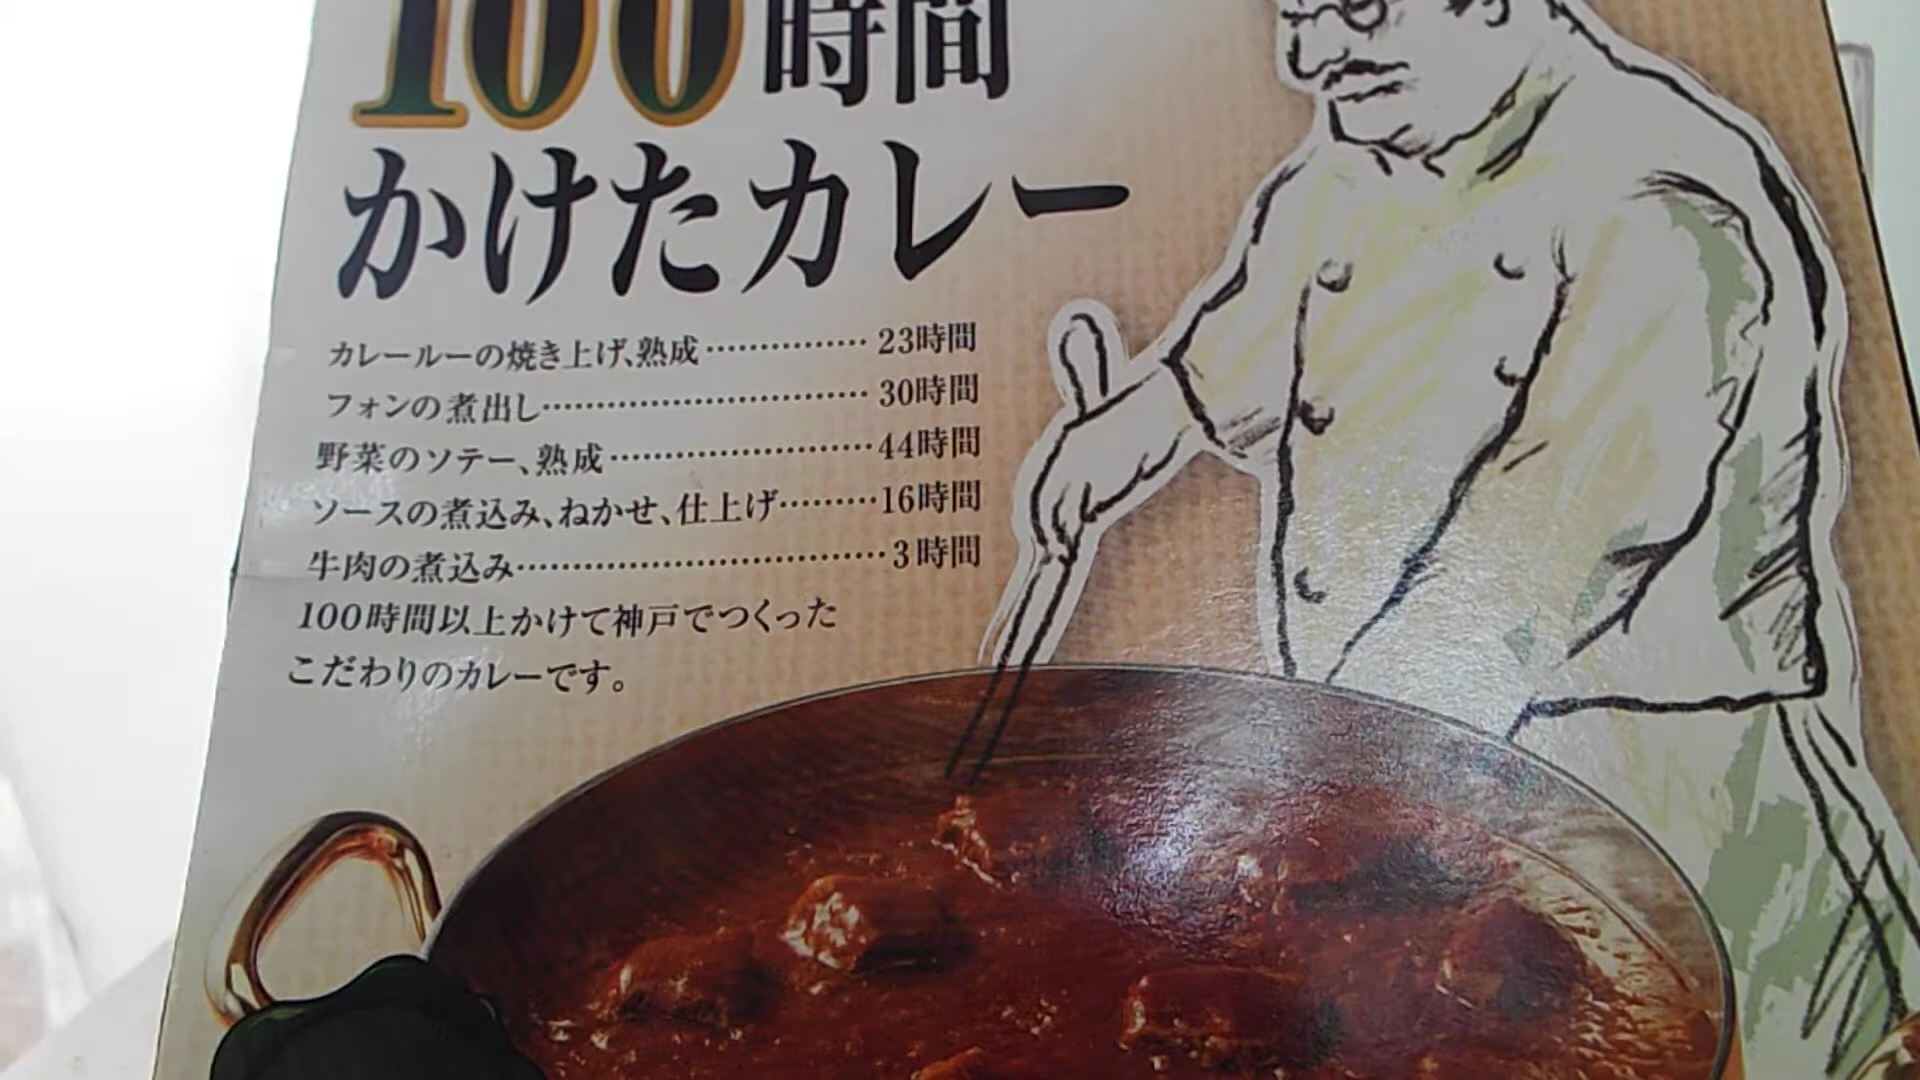 100時間
かけたカレー
カレールーの焼き上げ、熟成……………23時間
フォンの煮出し……………………………30時間
野菜のソテー、熟成………………………44時間
ソースの煮込み、ねかせ、仕上げ………16時間
牛肉の煮込み………………………………3時間
100時間以上かけて神戸でつくった
こだわりのカレーです。